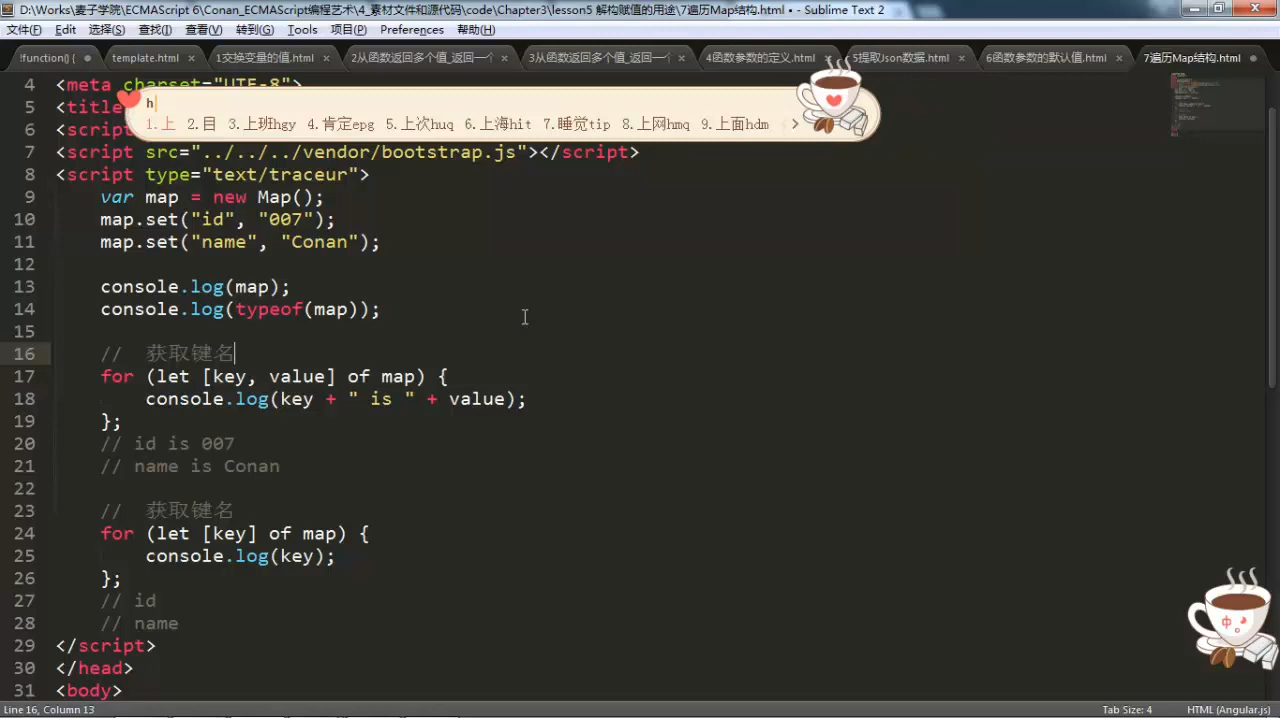 D:\Works\麦子学院\ECMAScript 6\Conan_ECMAScript编程艺术\4_素材文件和源代码\code\Chapter3\lesson5 解构赋值的用途\7遍历Map结构.html • - Sublime Text 2
文件(F) Edit 选择(S) 查找(I) 查看(V) 转到(G) Tools 项目(P) Preferences 帮助(H)
!function() { template.html 1交换变量的值.html 2从函数返回多个值_返回一个 3从函数返回多个值_返回一个 4函数参数的定义.html 5提取Json数据.html 6函数参数的默认值.html 7遍历Map结构.html
h
1.上 2.目 3.上班hgy 4.肯定epg 5.上次huq 6.上海hit 7.睡觉tip 8.上网hmq 9.上面hdm
4 <meta charset="UTF-8">
5 <title
6 <script
7 <script src="../../../vendor/bootstrap.js"></script>
8 <script type="text/traceur">
9 var map = new Map();
10 map.set("id", "007");
11 map.set("name", "Conan");
12
13 console.log(map);
14 console.log(typeof(map));
15
16 // 获取键名
17 for (let [key, value] of map) {
18 console.log(key + " is " + value);
19 };
20 // id is 007
21 // name is Conan
22
23 // 获取键名
24 for (let [key] of map) {
25 console.log(key);
26 };
27 // id
28 // name
29 </script>
30 </head>
31 <body>
中
Line 16, Column 13 Tab Size: 4 HTML (Angular.js)